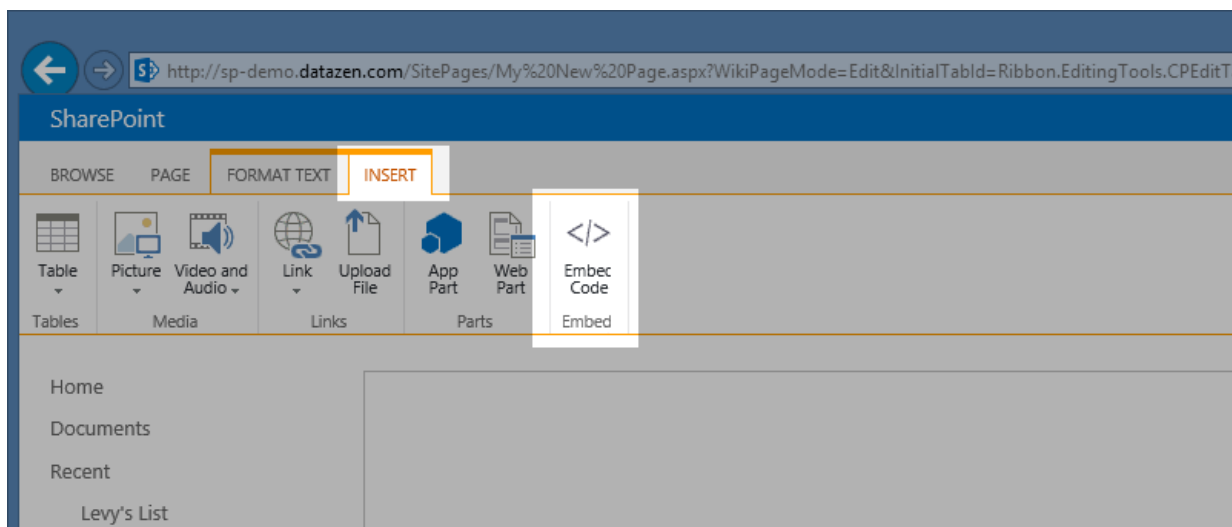 http://sp-demo.datazen.com/SitePages/My%20New%20Page.aspx?WikiPageMode=Edit&InitialTabId=Ribbon.EditingTools.CPEditT
SharePoint
BROWSE PAGE FORMAT TEXT INSERT
Table Picture Video and Audio Link Upload File App Part Web Part Embec Code
Tables Media Links Parts Embed
Home
Documents
Recent
Levy's List